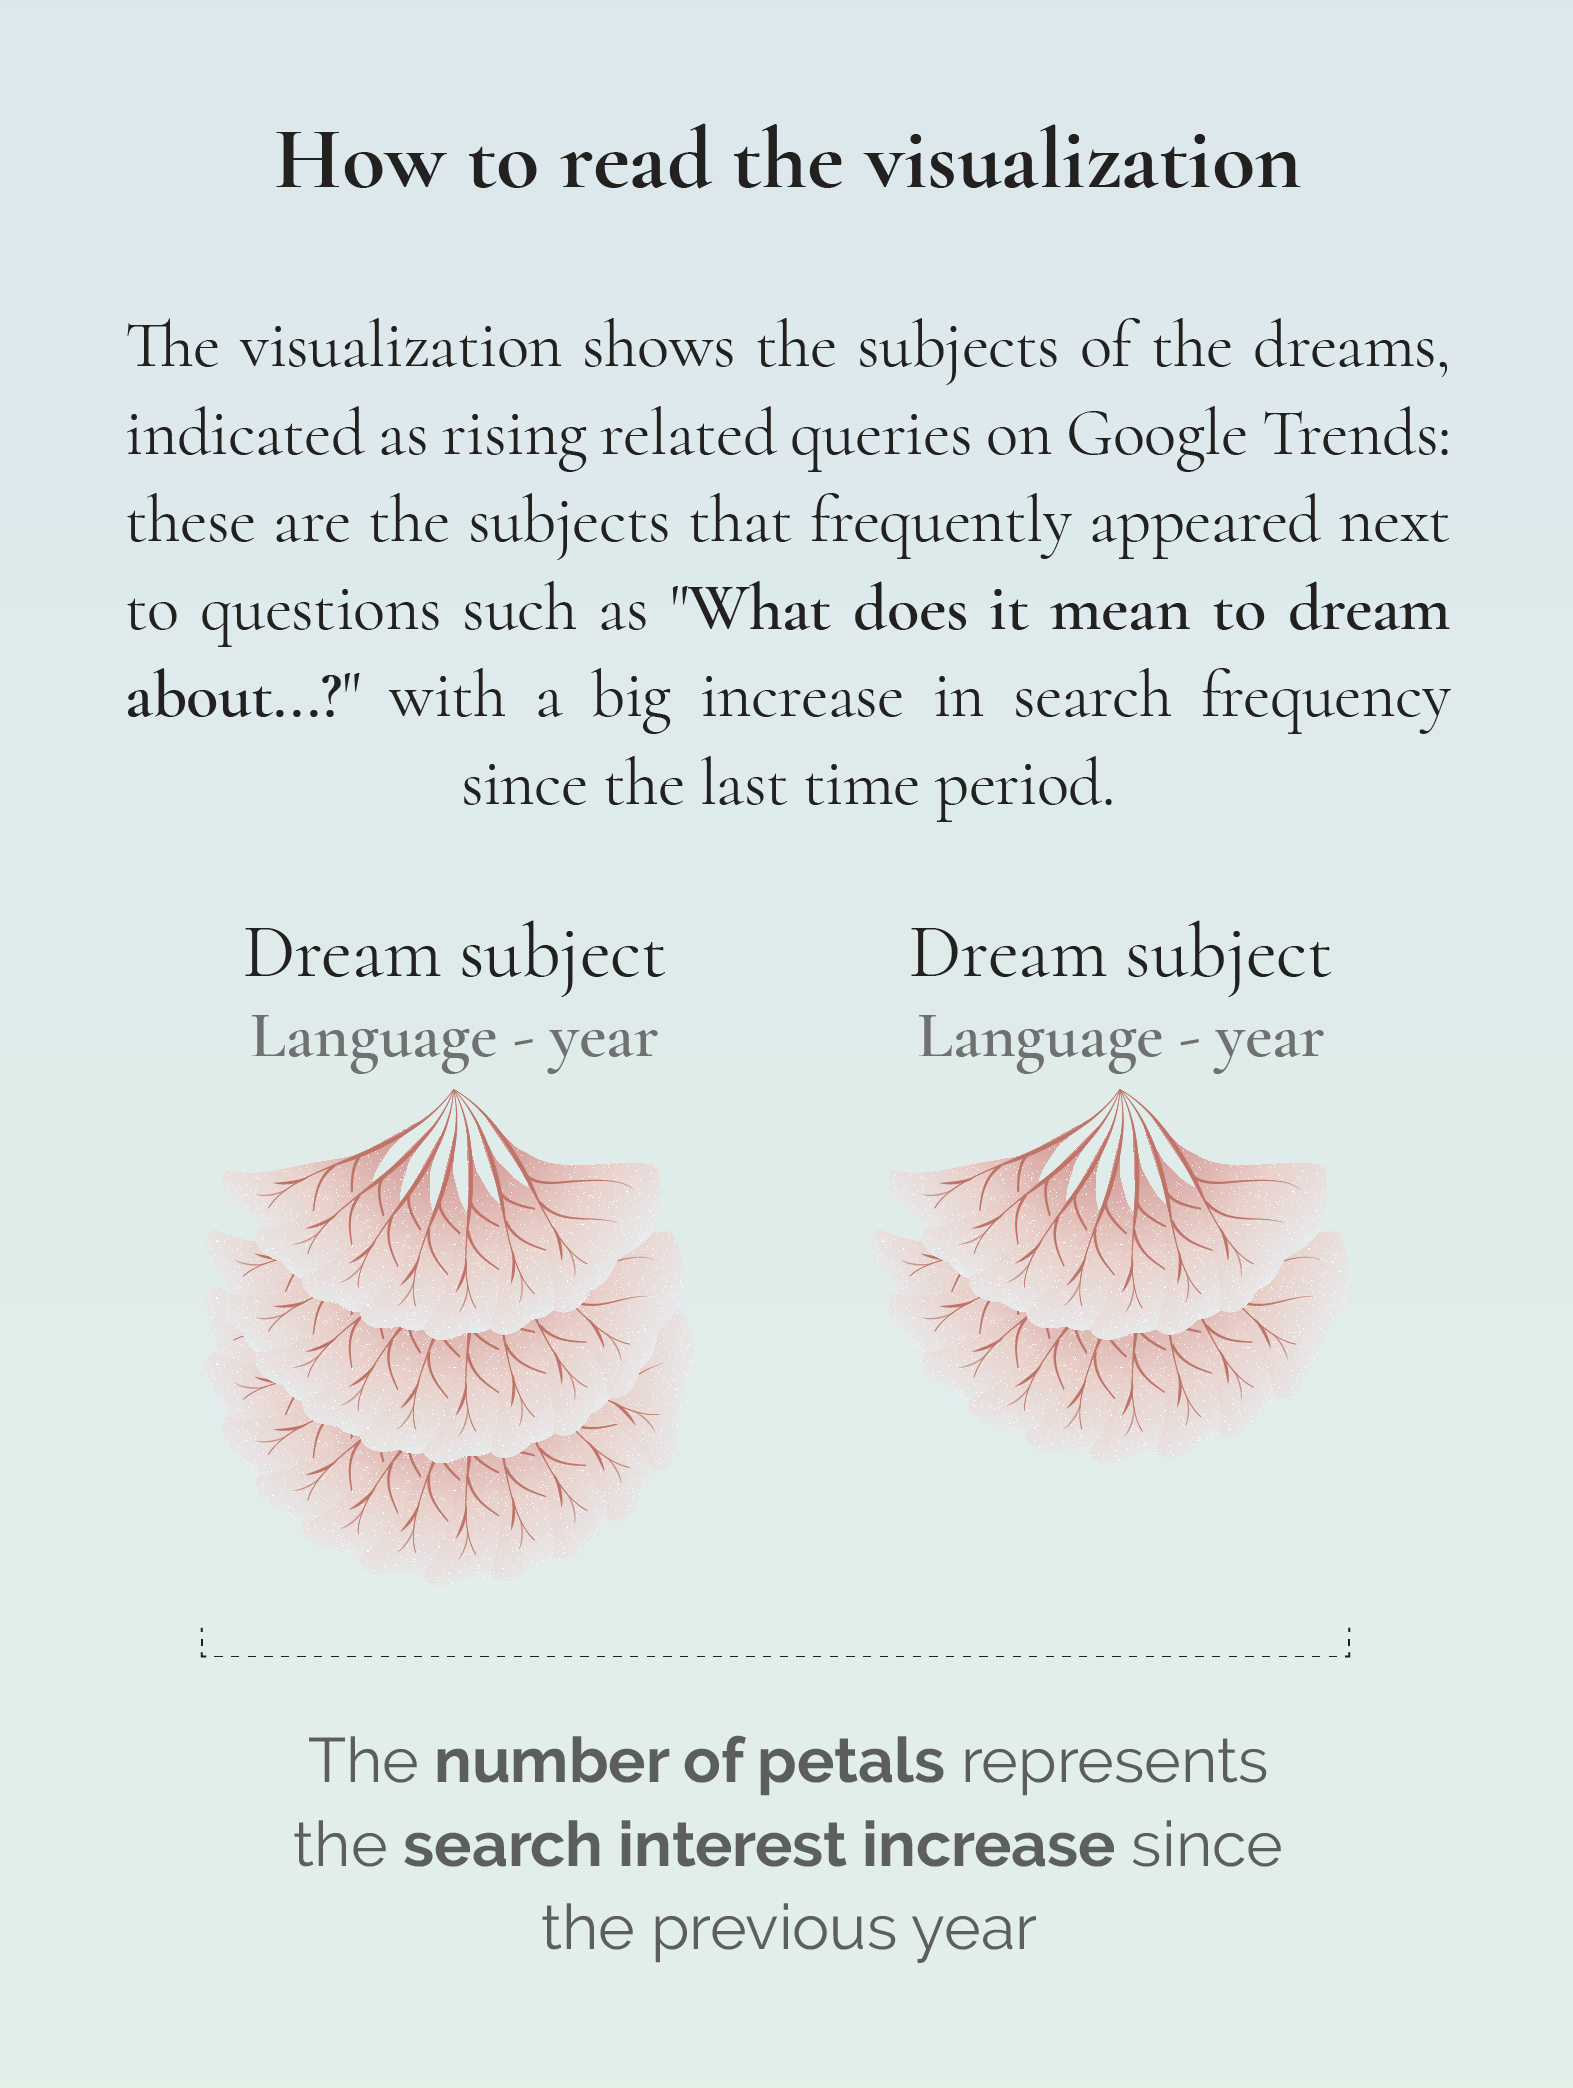 How to read the visualization
The visualization shows the subjects of the dreams,
indicated as rising related queries on Google Trends:
these are the subjects that frequently appeared next
to questions such as "What does it mean to dream
about...?" with a big increase in search frequency
since the last time period.
Dream subject
Language - year
Dream subject
Language - year
The number of petals represents
the search interest increase since
the previous year